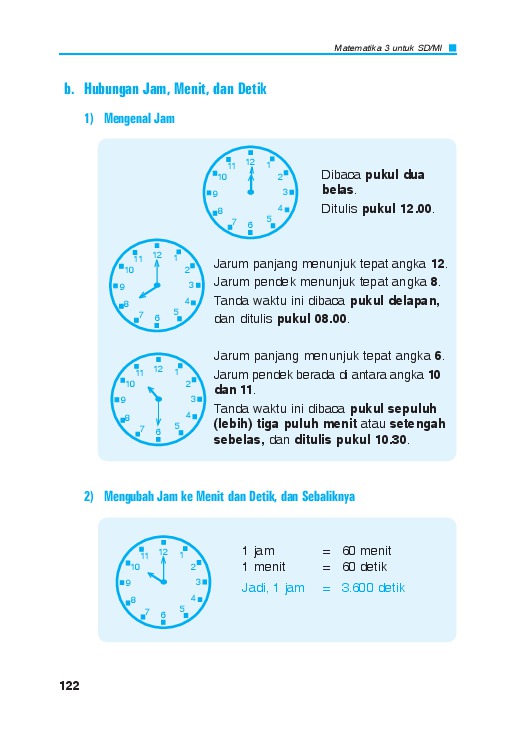 Matematika 3 untuk SD/MI
b. Hubungan Jam, Menit, dan Detik
1) Mengenal Jam
12
11 1
10 2
9 3
8 4
7 5
6
Dibaca pukul dua
belas.
Ditulis pukul 12.00.
12
11 1
10 2
9 3
8 4
7 5
6
Jarum panjang menunjuk tepat angka 12.
Jarum pendek menunjuk tepat angka 8.
Tanda waktu ini dibaca pukul delapan,
dan ditulis pukul 08.00.
12
11 1
10 2
9 3
8 4
7 5
6
Jarum panjang menunjuk tepat angka 6.
Jarum pendek berada di antara angka 10
dan 11.
Tanda waktu ini dibaca pukul sepuluh
(lebih) tiga puluh menit atau setengah
sebelas, dan ditulis pukul 10.30.
2) Mengubah Jam ke Menit dan Detik, dan Sebaliknya
12
11 1
10 2
9 3
8 4
7 5
6
1 jam = 60 menit
1 menit = 60 detik
Jadi, 1 jam = 3.600 detik
122